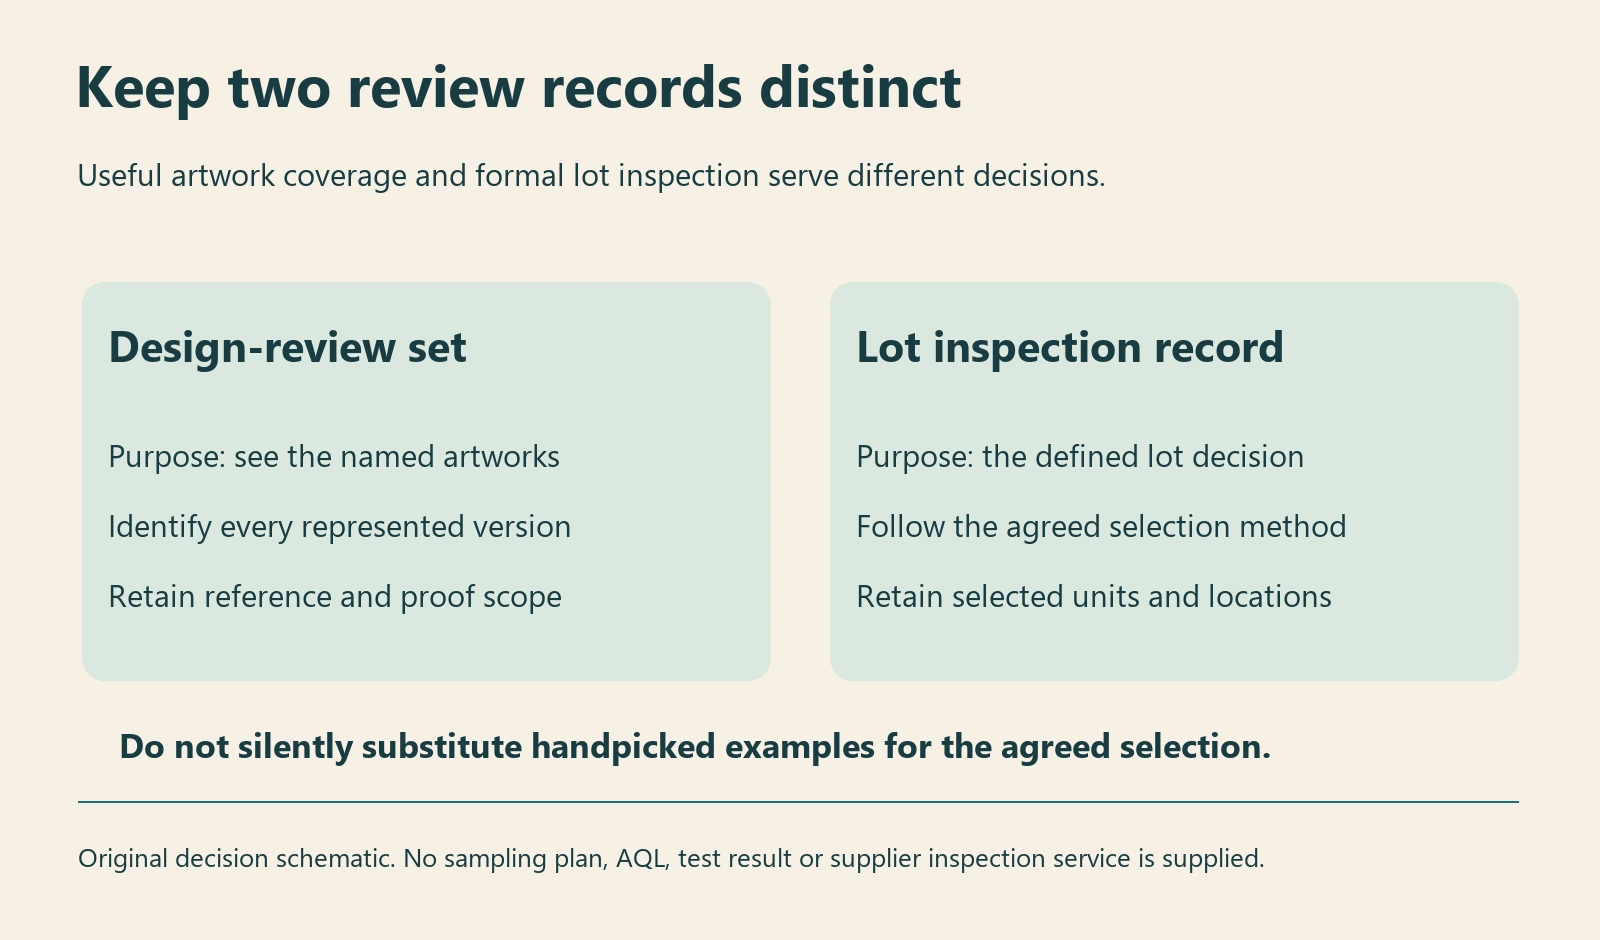 Keep two review records distinct
Useful artwork coverage and formal lot inspection serve different decisions.
Design-review set
Purpose: see the named artworks
Identify every represented version
Retain reference and proof scope
Lot inspection record
Purpose: the defined lot decision
Follow the agreed selection method
Retain selected units and locations
Do not silently substitute handpicked examples for the agreed selection.
Original decision schematic. No sampling plan, AQL, test result or supplier inspection service is supplied.